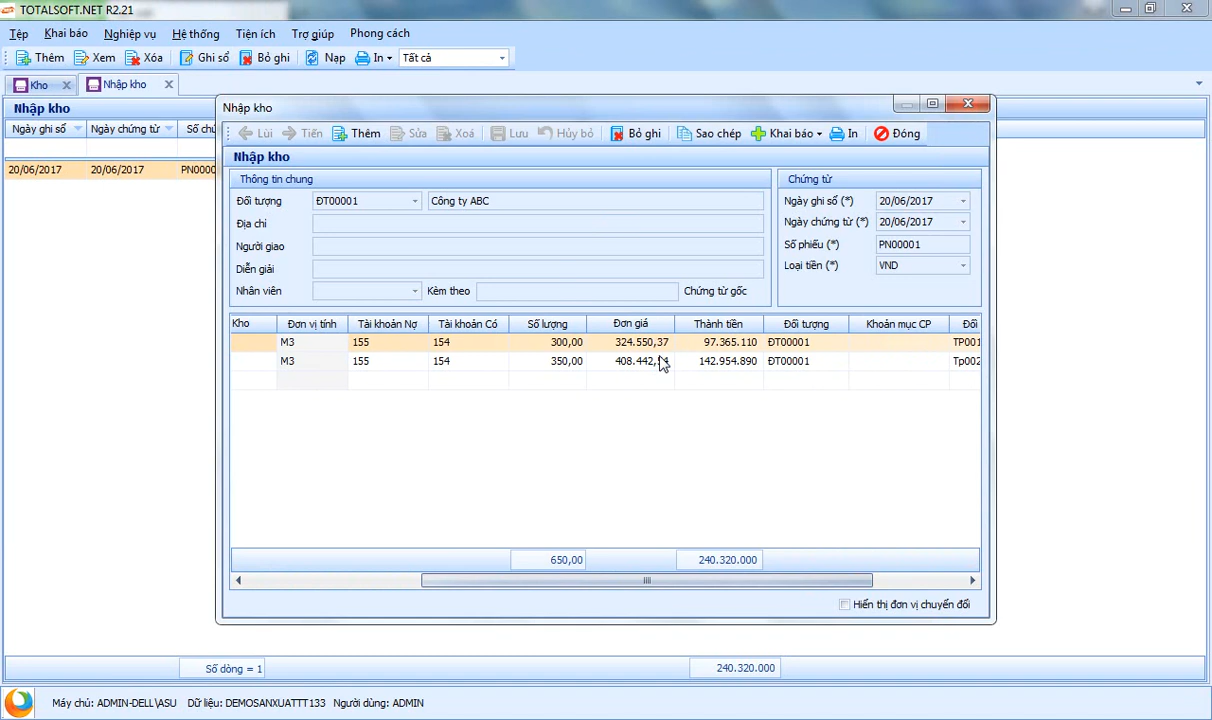 TOTALSOFT.NET R2.21
Tệp Khai báo Nghiệp vụ Hệ thống Tiện ích Trợ giúp Phong cách
Thêm Xem Xóa Ghi sổ Bỏ ghi Nạp In Tất cả
Kho Nhập kho
Nhập kho
Ngày ghi sổ Ngày chứng từ Số chứ
20/06/2017 20/06/2017 PN0000
Nhập kho
Lùi Tiến Thêm Sửa Xoá Lưu Hủy bỏ Bỏ ghi Sao chép Khai báo In Đóng
Nhập kho
Thông tin chung
Đối tượng ĐT00001 Công ty ABC
Địa chỉ
Người giao
Diễn giải
Nhân viên Kèm theo Chứng từ gốc
Chứng từ
Ngày ghi sổ (*) 20/06/2017
Ngày chứng từ (*) 20/06/2017
Số phiếu (*) PN00001
Loại tiền (*) VND
Kho Đơn vị tính Tài khoản Nợ Tài khoản Có Số lượng Đơn giá Thành tiền Đối tượng Khoản mục CP Đối
M3 155 154 300,00 324.550,37 97.365.110 ĐT00001 TP001
M3 155 154 350,00 142.954.890 ĐT00001 Tp002
650,00 240.320.000
Hiển thị đơn vị chuyển đổi
Số dòng = 1 240.320.000
Máy chủ: ADMIN-DELL\ASU Dữ liệu: DEMOSANXUATTT133 Người dùng: ADMIN